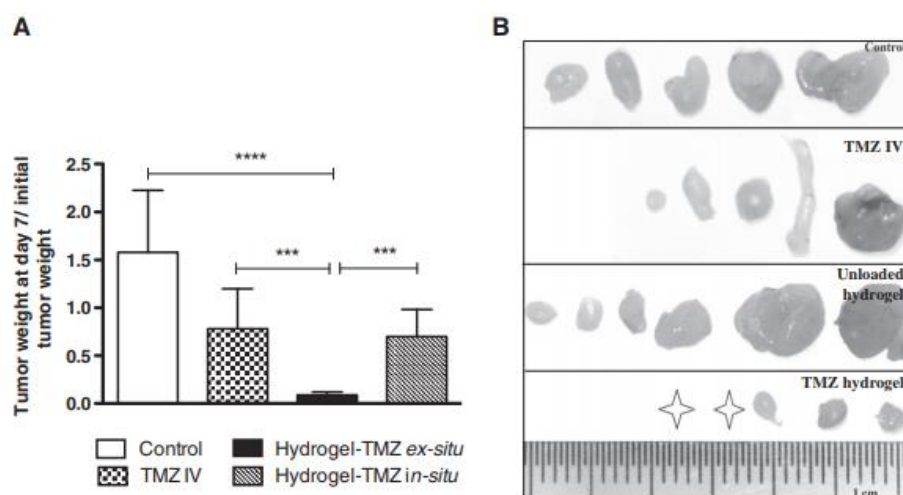 A
Tumor weight at day 7/ initial
tumor weight
2.5
2.0
1.5
1.0
0.5
0.0
****
***
***
Control
TMZ IV
Hydrogel-TMZ ex-situ
Hydrogel-TMZ in-situ
B
Control
TMZ IV
Unloaded
hydrogel
TMZ hydrogel
1 cm